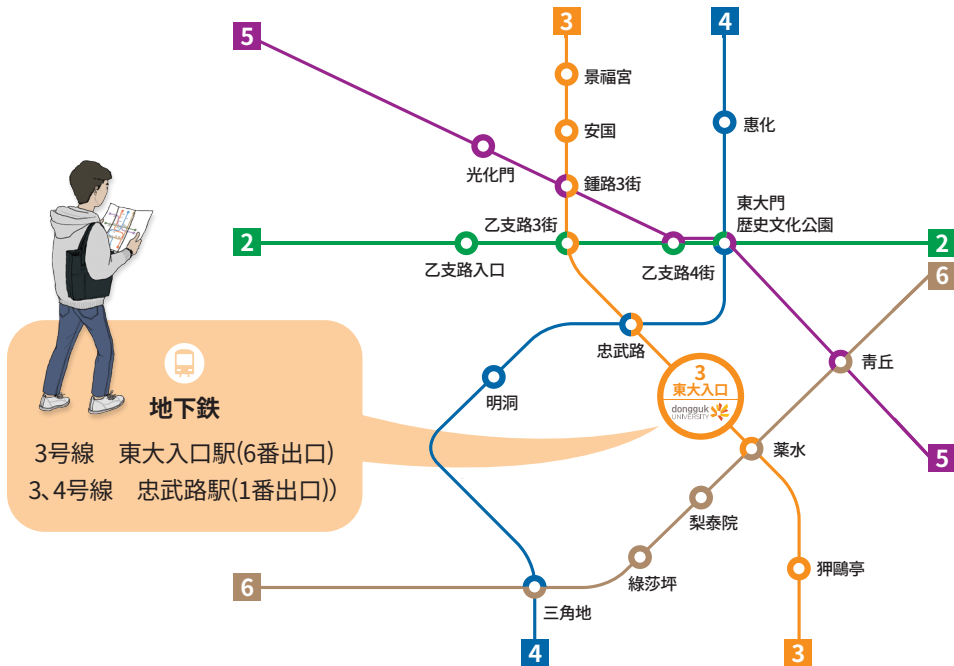 5
3
4
景福宮
安国
惠化
光化門
鍾路3街
東大門
歴史文化公園
乙支路3街
2
2
乙支路入口
乙支路4街
6
忠武路
青丘
3
東大入口
dongguk
UNIVERSITY
明洞
地下鉄
3号線 東大入口駅(6番出口)
3、4号線 忠武路駅(1番出口))
薬水
5
梨泰院
狎鷗亭
綠莎坪
6
三角地
4
3